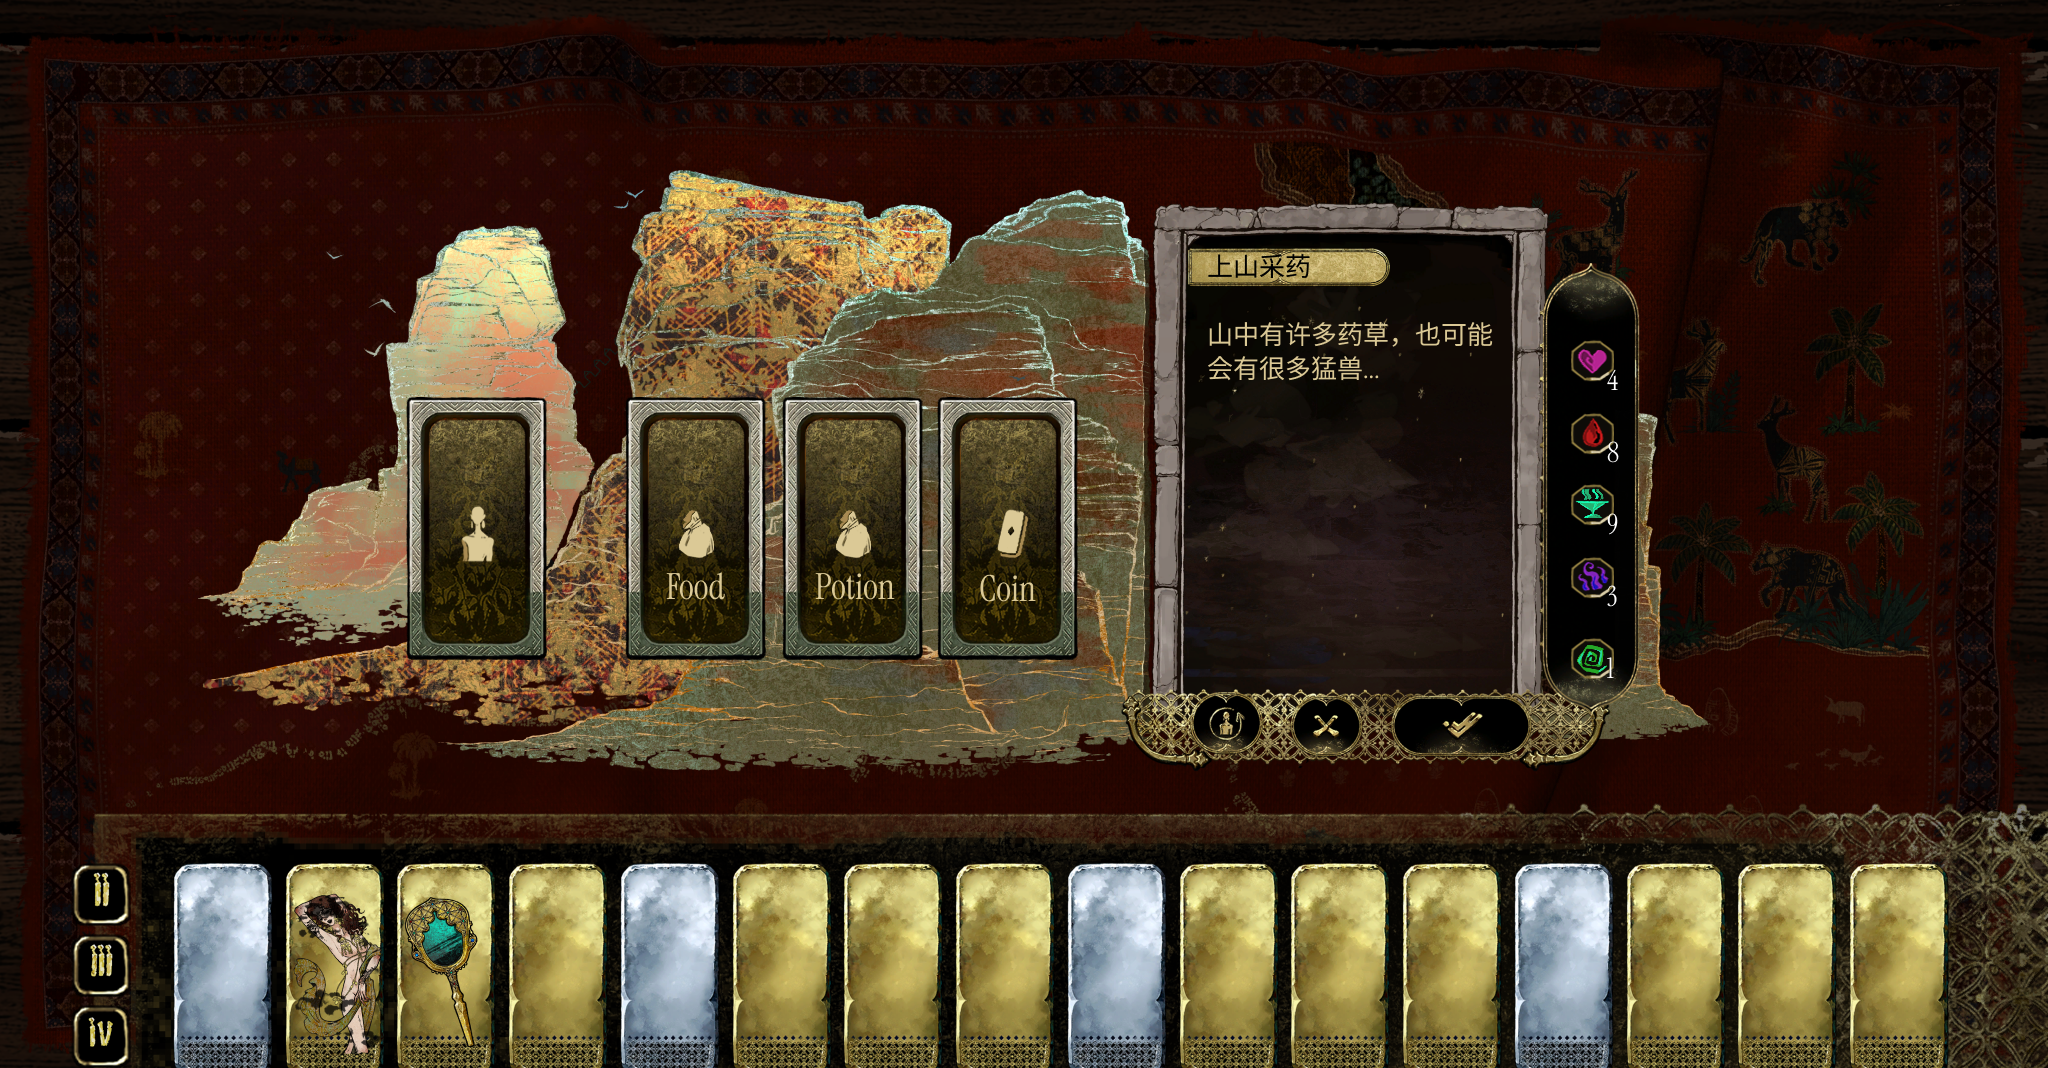 上山采药
山中有许多药草，也可能
会有很多猛兽...
Food
Potion
Coin
4
8
9
3
1
II
III
IV